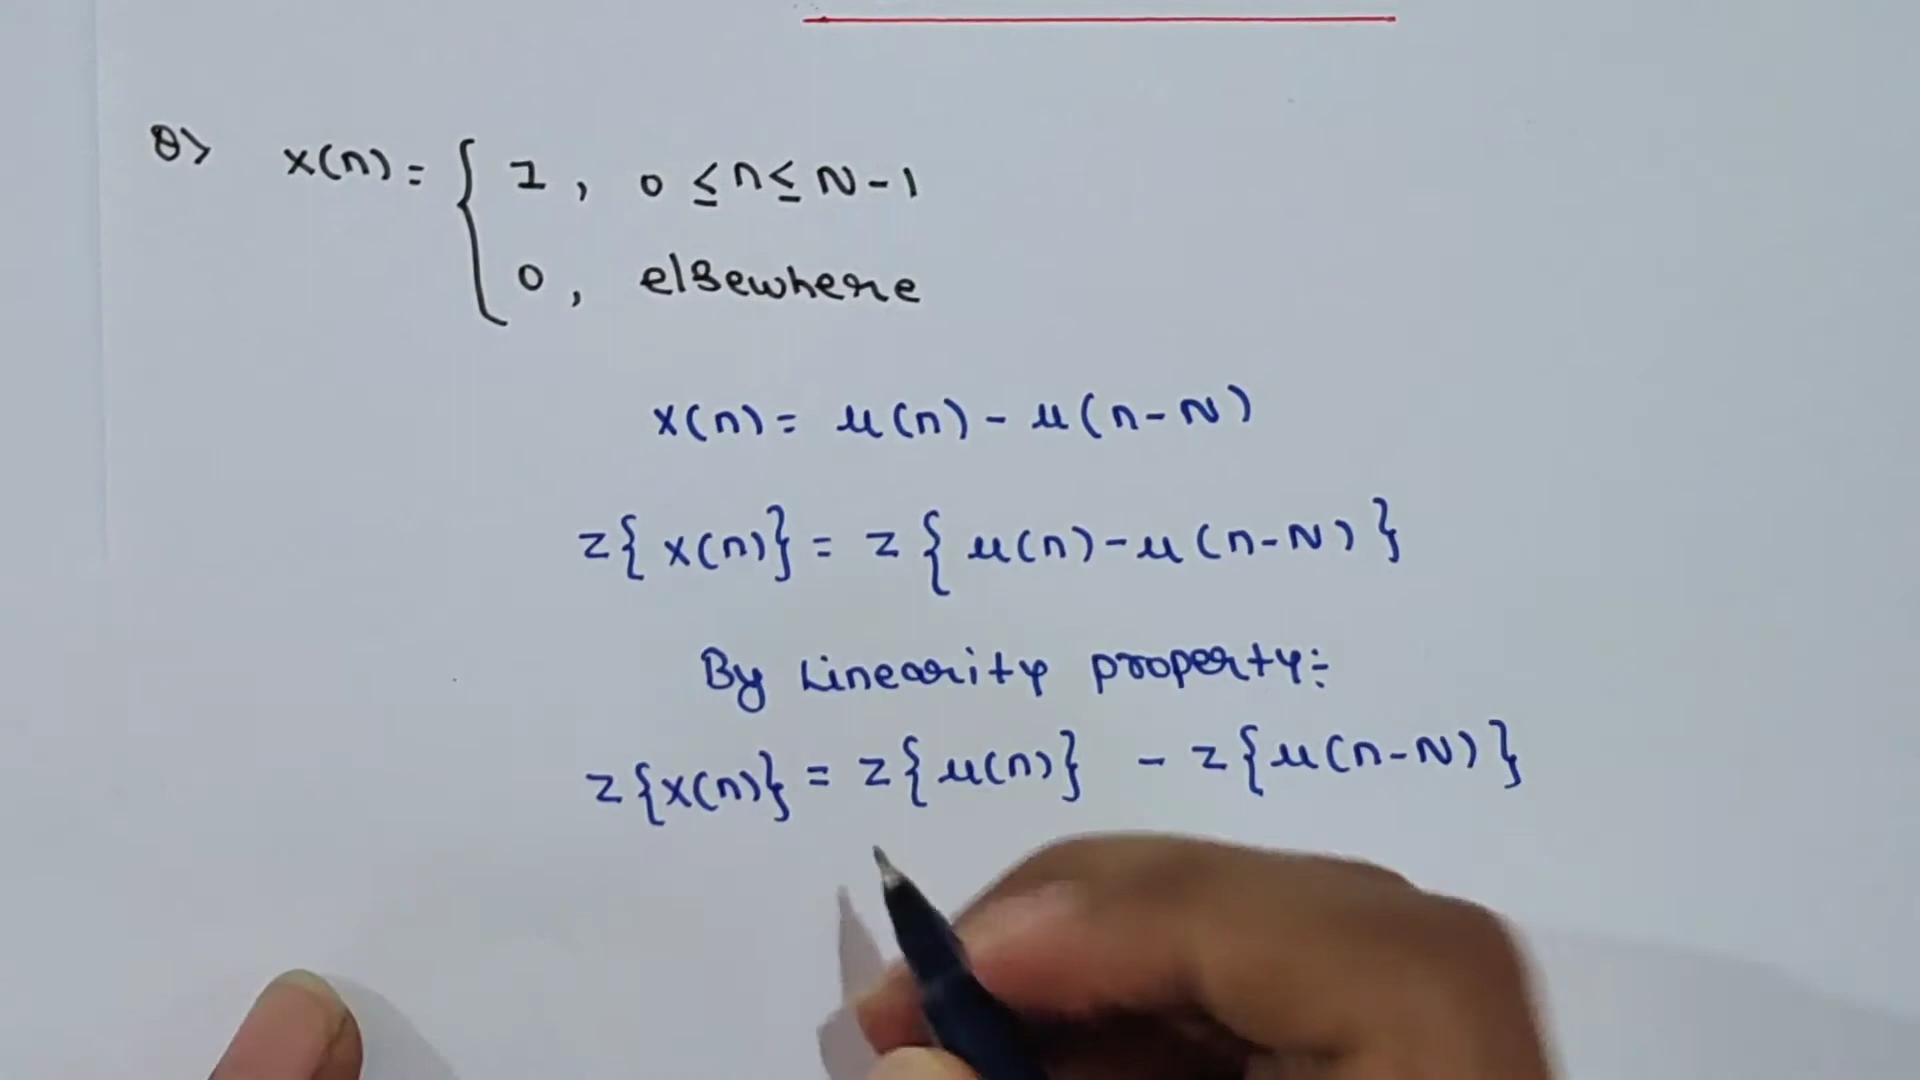 Q> x(n) = { 1, 0 ≤ n ≤ N-1
0, elsewhere
x(n) = u(n) - u(n-N)
z{x(n)} = z{u(n) - u(n-N)}
By Linearity property:
z{x(n)} = z{u(n)} - z{u(n-N)}